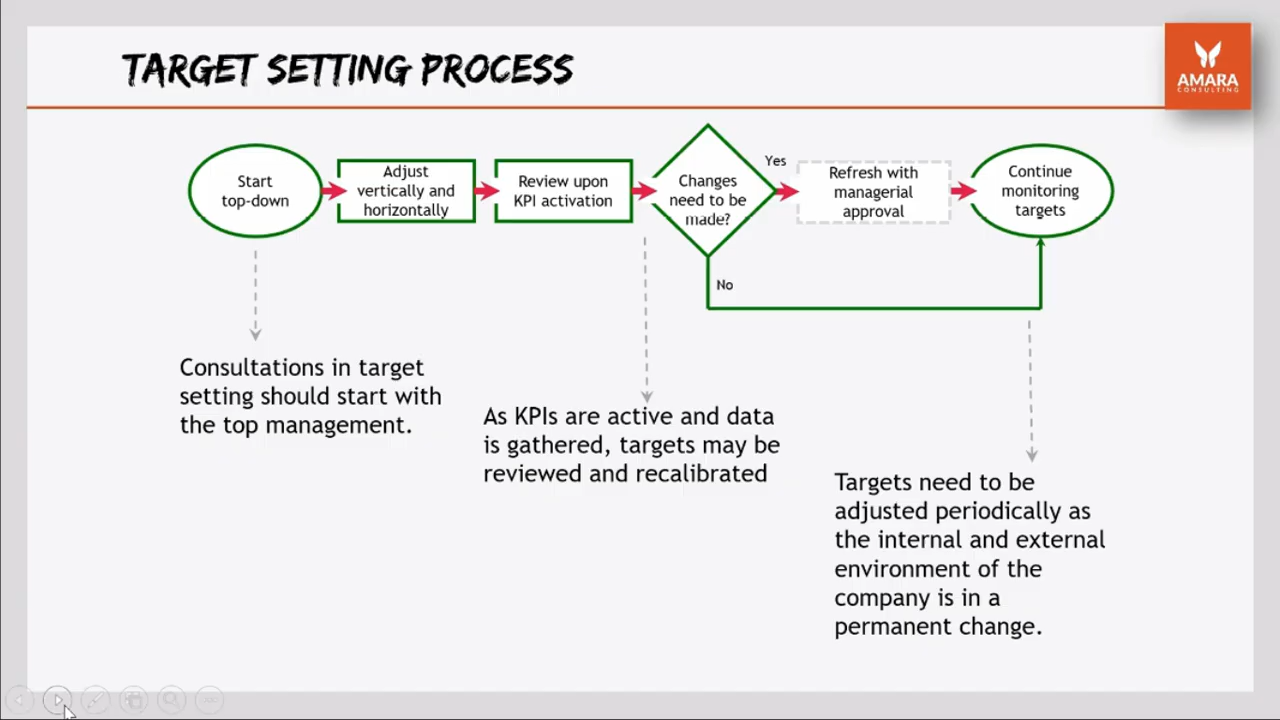 TARGET SETTING PROCESS
AMARA
CONSULTING
Start
top-down
Adjust
vertically and
horizontally
Review upon
KPI activation
Changes
need to be
made?
Yes
No
Refresh with
managerial
approval
Continue
monitoring
targets
Consultations in target
setting should start with
the top management.
As KPIs are active and data
is gathered, targets may be
reviewed and recalibrated
Targets need to be
adjusted periodically as
the internal and external
environment of the
company is in a
permanent change.